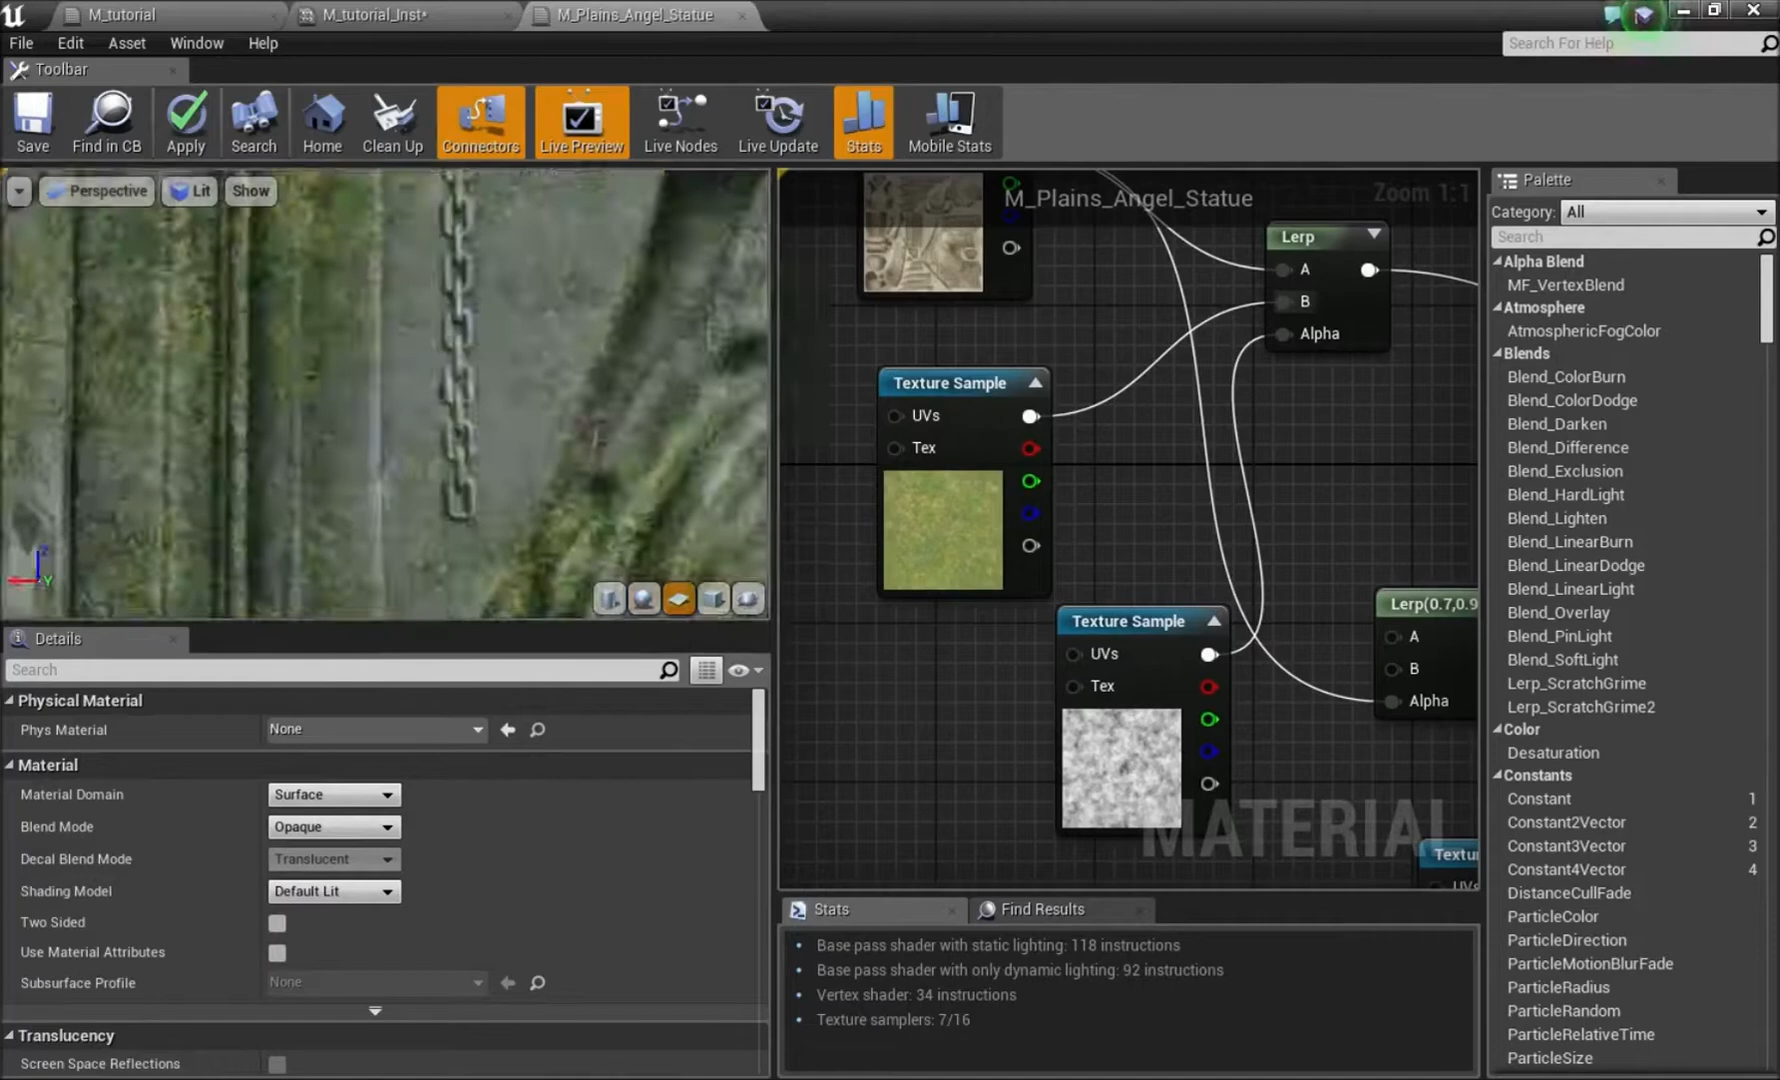 M_tutorial
M_tutorial_Inst*
M_Plains_Angel_Statue
File Edit Asset Window Help
Search For Help
Toolbar
Save
Find in CB
Apply
Search
Home
Clean Up
Connectors
Live Preview
Live Nodes
Live Update
Stats
Mobile Stats
Perspective
Lit
Show
Z
Y
M_Plains_Angel_Statue
Zoom 1:1
Lerp
A
B
Alpha
Texture Sample
UVs
Tex
Texture Sample
UVs
Tex
Lerp(0.7,0.9
A
B
Alpha
MATERIAL
Textu
UVs
Palette
Category: All
Search
Alpha Blend
MF_VertexBlend
Atmosphere
AtmosphericFogColor
Blends
Blend_ColorBurn
Blend_ColorDodge
Blend_Darken
Blend_Difference
Blend_Exclusion
Blend_HardLight
Blend_Lighten
Blend_LinearBurn
Blend_LinearDodge
Blend_LinearLight
Blend_Overlay
Blend_PinLight
Blend_SoftLight
Lerp_ScratchGrime
Lerp_ScratchGrime2
Color
Desaturation
Constants
Constant 1
Constant2Vector 2
Constant3Vector 3
Constant4Vector 4
DistanceCullFade
ParticleColor
ParticleDirection
ParticleMotionBlurFade
ParticleRadius
ParticleRandom
ParticleRelativeTime
ParticleSize
Details
Search
Physical Material
Phys Material None
Material
Material Domain Surface
Blend Mode Opaque
Decal Blend Mode Translucent
Shading Model Default Lit
Two Sided
Use Material Attributes
Subsurface Profile None
Translucency
Screen Space Reflections
Stats
Find Results
Base pass shader with static lighting: 118 instructions
Base pass shader with only dynamic lighting: 92 instructions
Vertex shader: 34 instructions
Texture samplers: 7/16